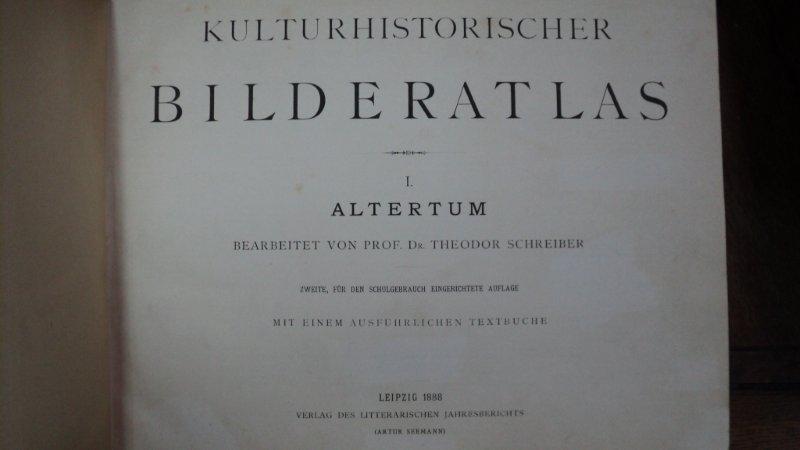 KULTURHISTORISCHER
BILDERATLAS
I.
ALTERTUM
BEARBEITET VON PROF. DR. THEODOR SCHREIBER
ZWEITE, FÜR DEN SCHULGEBRAUCH EINGERICHTETE AUFLAGE
MIT EINEM AUSFÜHRLICHEN TEXTBUCHE
LEIPZIG 1888
VERLAG DES LITTERARISCHEN JAHRESBERICHTS
(ARTUR SEEMANN)